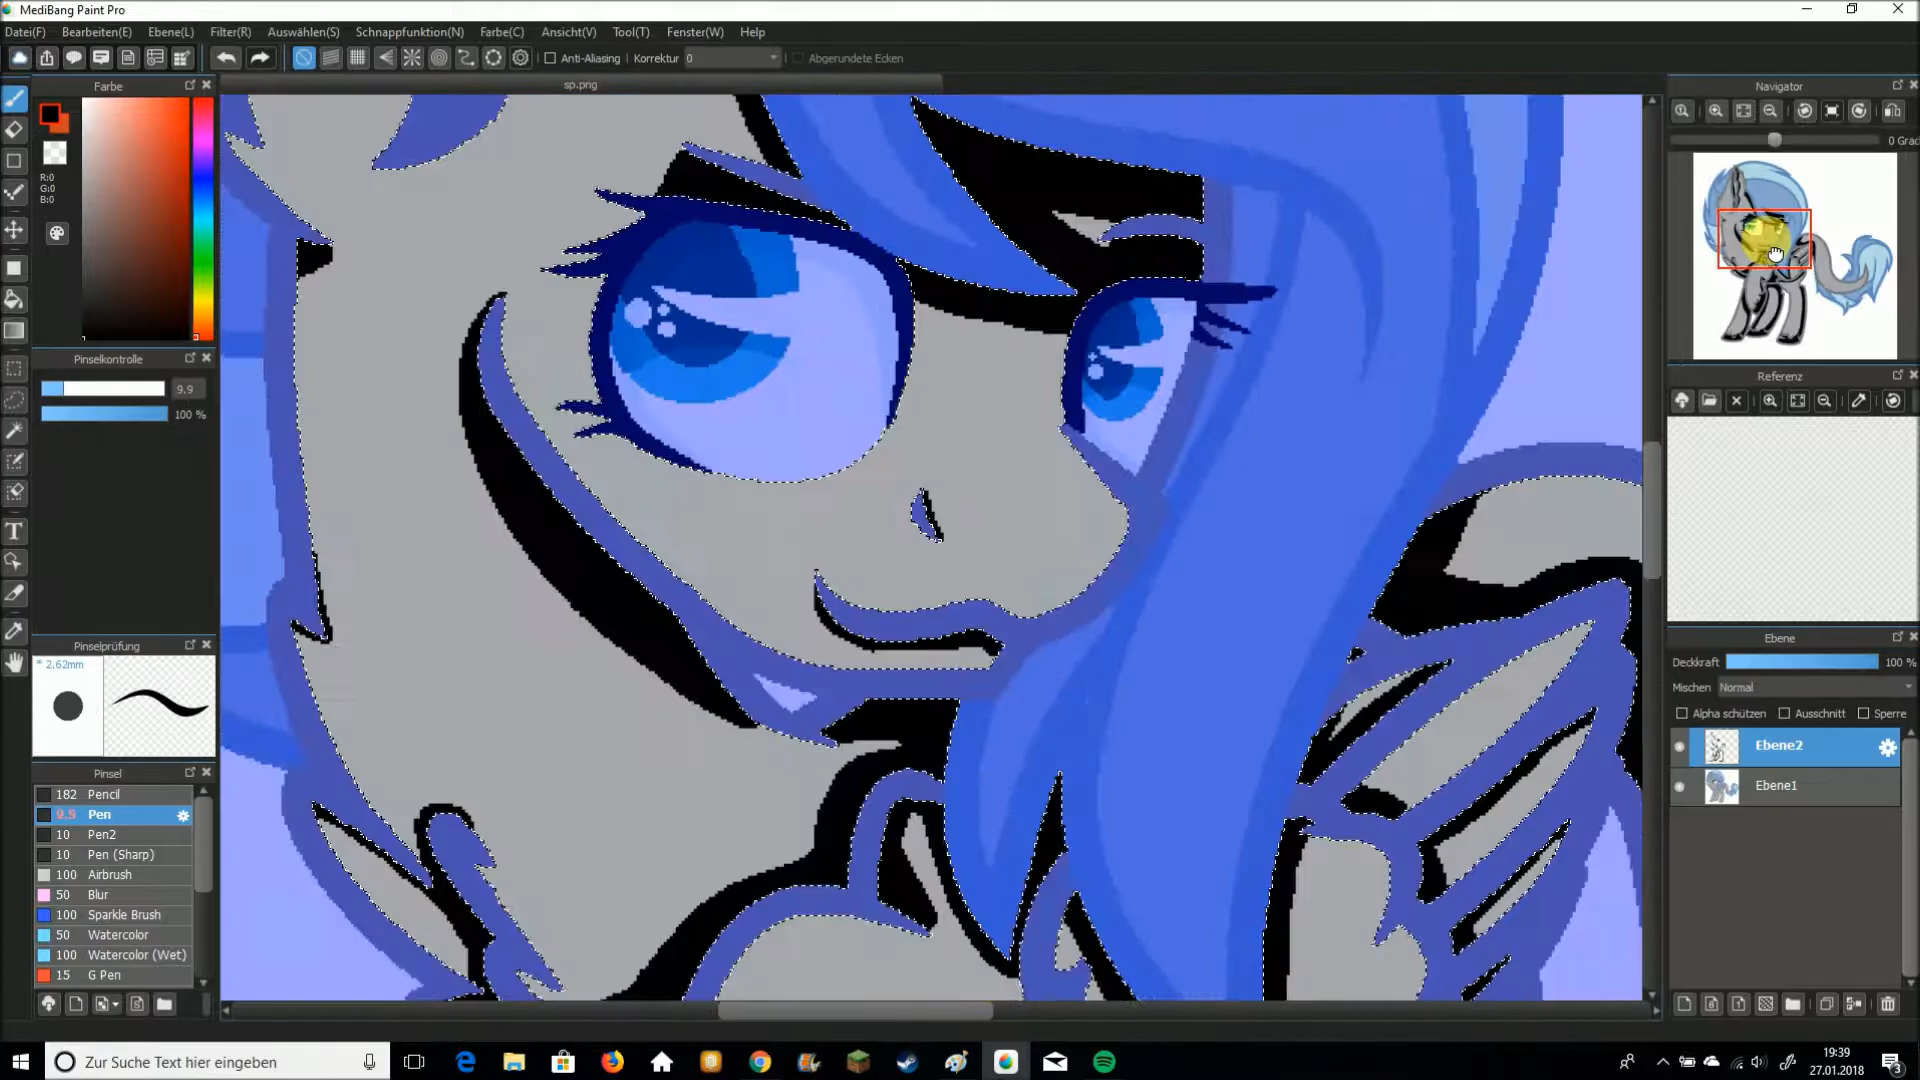 MediBang Paint Pro
Datei(F) Bearbeiten(E) Ebene(L) Filter(R) Auswählen(S) Schnappfunktion(N) Farbe(C) Ansicht(V) Tool(T) Fenster(W) Help
Anti-Aliasing Korrektur 0 Abgerundete Ecken
Farbe
sp.png
Navigator
R:0
G:0
B:0
0 Grad
Pinselkontrolle
9.9
100 %
Referenz
Pinselprüfung
* 2.62mm
Ebene
Deckkraft 100 %
Mischen Normal
Alpha schützen Ausschnitt Sperre
Ebene2
Ebene1
Pinsel
182 Pencil
9.9 Pen
10 Pen2
10 Pen (Sharp)
100 Airbrush
50 Blur
100 Sparkle Brush
50 Watercolor
100 Watercolor (Wet)
15 G Pen
Zur Suche Text hier eingeben
19:39
27.01.2018
3